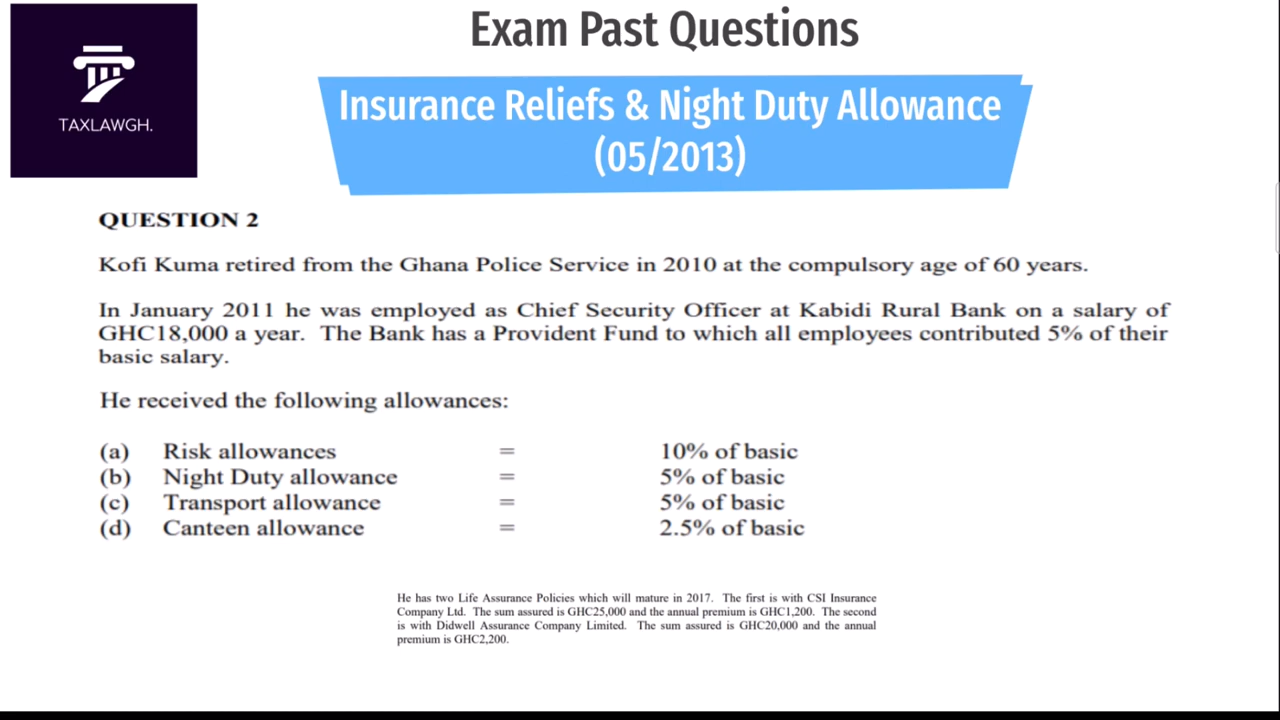 TAXLAWGH.
Exam Past Questions
Insurance Reliefs & Night Duty Allowance
(05/2013)
QUESTION 2
Kofi Kuma retired from the Ghana Police Service in 2010 at the compulsory age of 60 years.
In January 2011 he was employed as Chief Security Officer at Kabidi Rural Bank on a salary of
GHC18,000 a year. The Bank has a Provident Fund to which all employees contributed 5% of their
basic salary.
He received the following allowances:
(a) Risk allowances = 10% of basic
(b) Night Duty allowance = 5% of basic
(c) Transport allowance = 5% of basic
(d) Canteen allowance = 2.5% of basic
He has two Life Assurance Policies which will mature in 2017. The first is with CSI Insurance
Company Ltd. The sum assured is GHC25,000 and the annual premium is GHC1,200. The second
is with Didwell Assurance Company Limited. The sum assured is GHC20,000 and the annual
premium is GHC2,200.